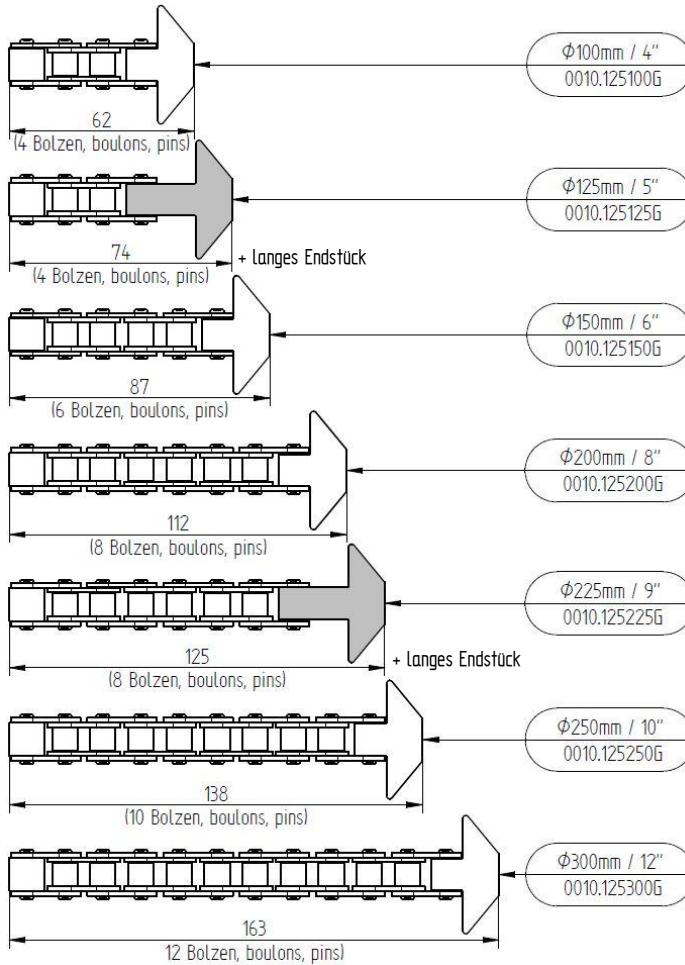 Φ100mm / 4"
0010.125100G
62
(4 Bolzen, boulons, pins)
Φ125mm / 5"
0010.125125G
74
+ langes Endstück
(4 Bolzen, boulons, pins)
Φ150mm / 6"
0010.125150G
87
(6 Bolzen, boulons, pins)
Φ200mm / 8"
0010.125200G
112
(8 Bolzen, boulons, pins)
Φ225mm / 9"
0010.125225G
125
+ langes Endstück
(8 Bolzen, boulons, pins)
Φ250mm / 10"
0010.125250G
138
(10 Bolzen, boulons, pins)
Φ300mm / 12"
0010.125300G
163
12 Bolzen, boulons, pins)